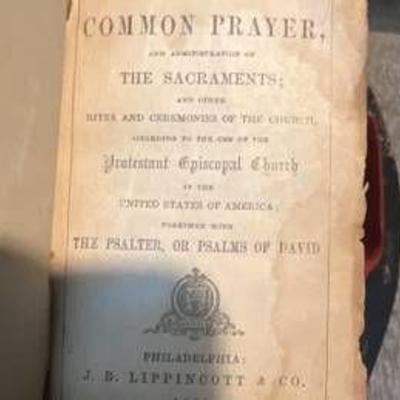 COMMON PRAYER,
AND ADMINISTRATION OF
THE SACRAMENTS;
AND OTHER
RITES AND CEREMONIES OF THE CHURCH,
ACCORDING TO THE USE OF THE
Protestant Episcopal Church
IN THE
UNITED STATES OF AMERICA;
TOGETHER WITH
THE PSALTER, OR PSALMS OF DAVID
PHILADELPHIA:
J. B. LIPPINCOTT & CO.